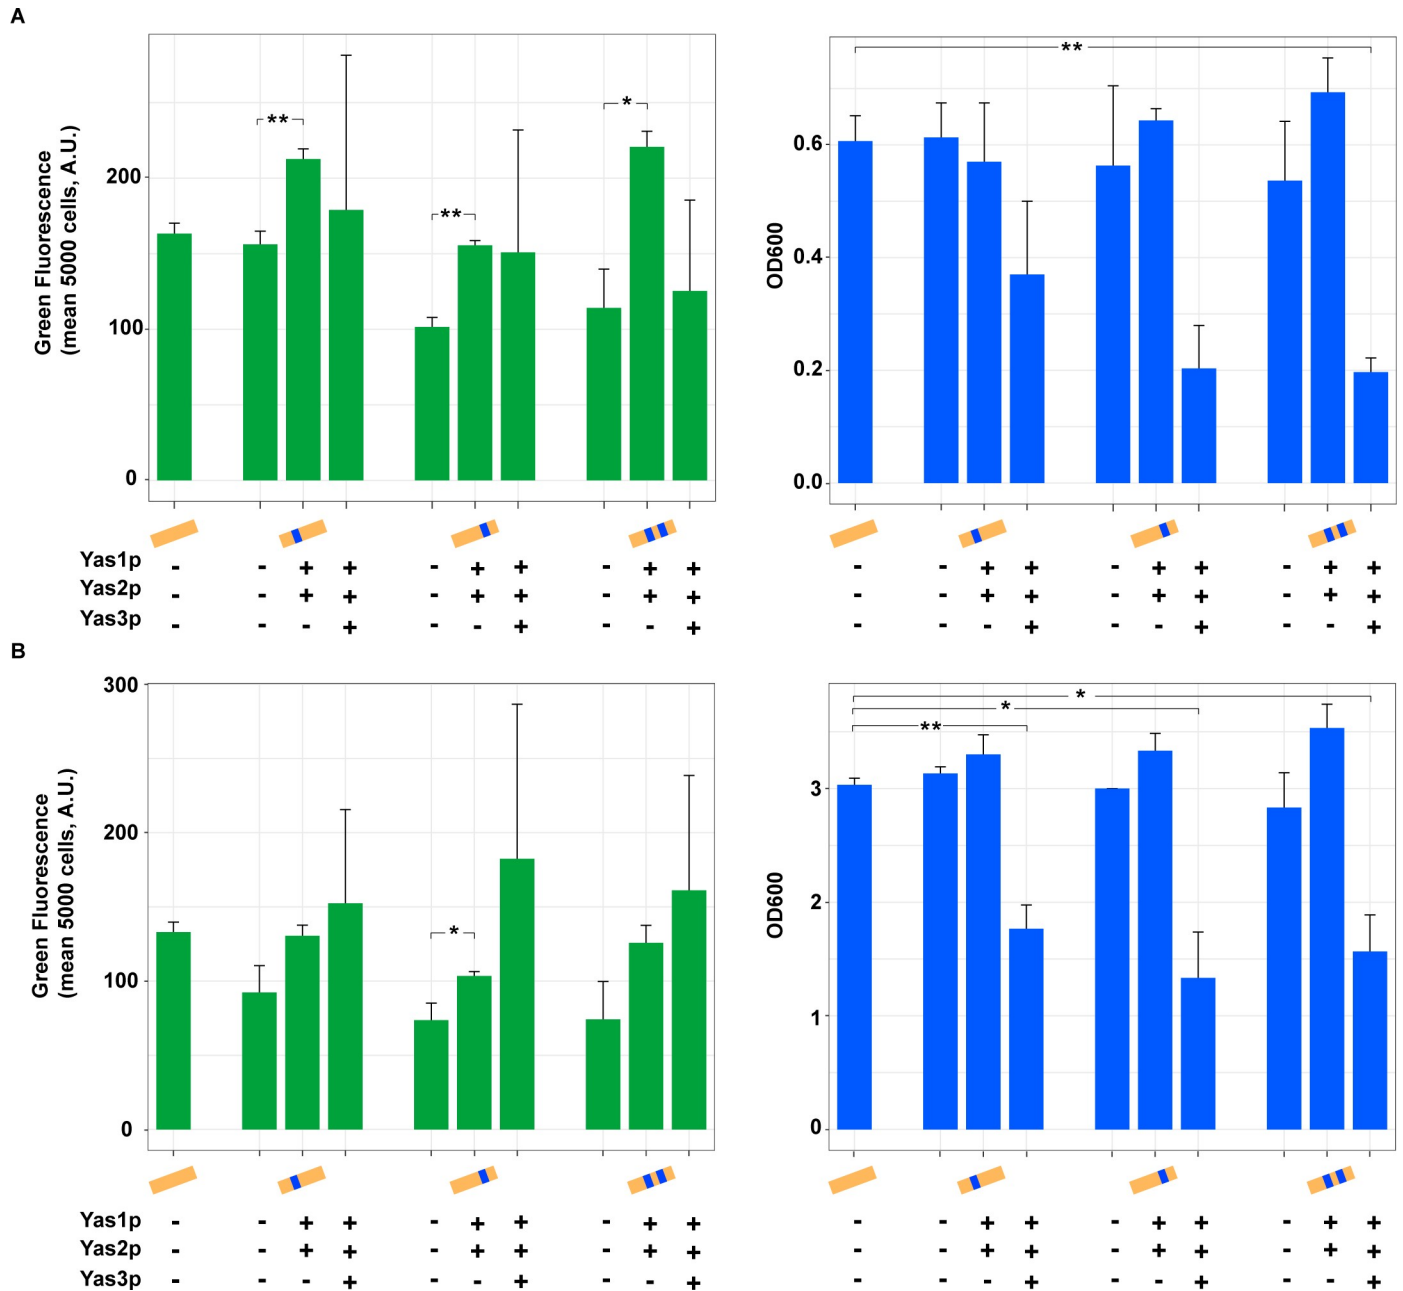 A
Green Fluorescence
(mean 5000 cells, A.U.)
200
100
0
**
**
*
OD600
0.6
0.4
0.2
0.0
**
Yas1p - - + + - + + - + + - - + + - + + - + +
Yas2p - - + + - + + - + + - - + + - + + - + +
Yas3p - - - + - - + - - + - - - + - - + - - +
B
Green Fluorescence
(mean 5000 cells, A.U.)
300
200
100
0
*
OD600
3
2
1
0
*
*
**
Yas1p - - + + - + + - + + - - + + - + + - + +
Yas2p - - + + - + + - + + - - + + - + + - + +
Yas3p - - - + - - + - - + - - - + - - + - - +